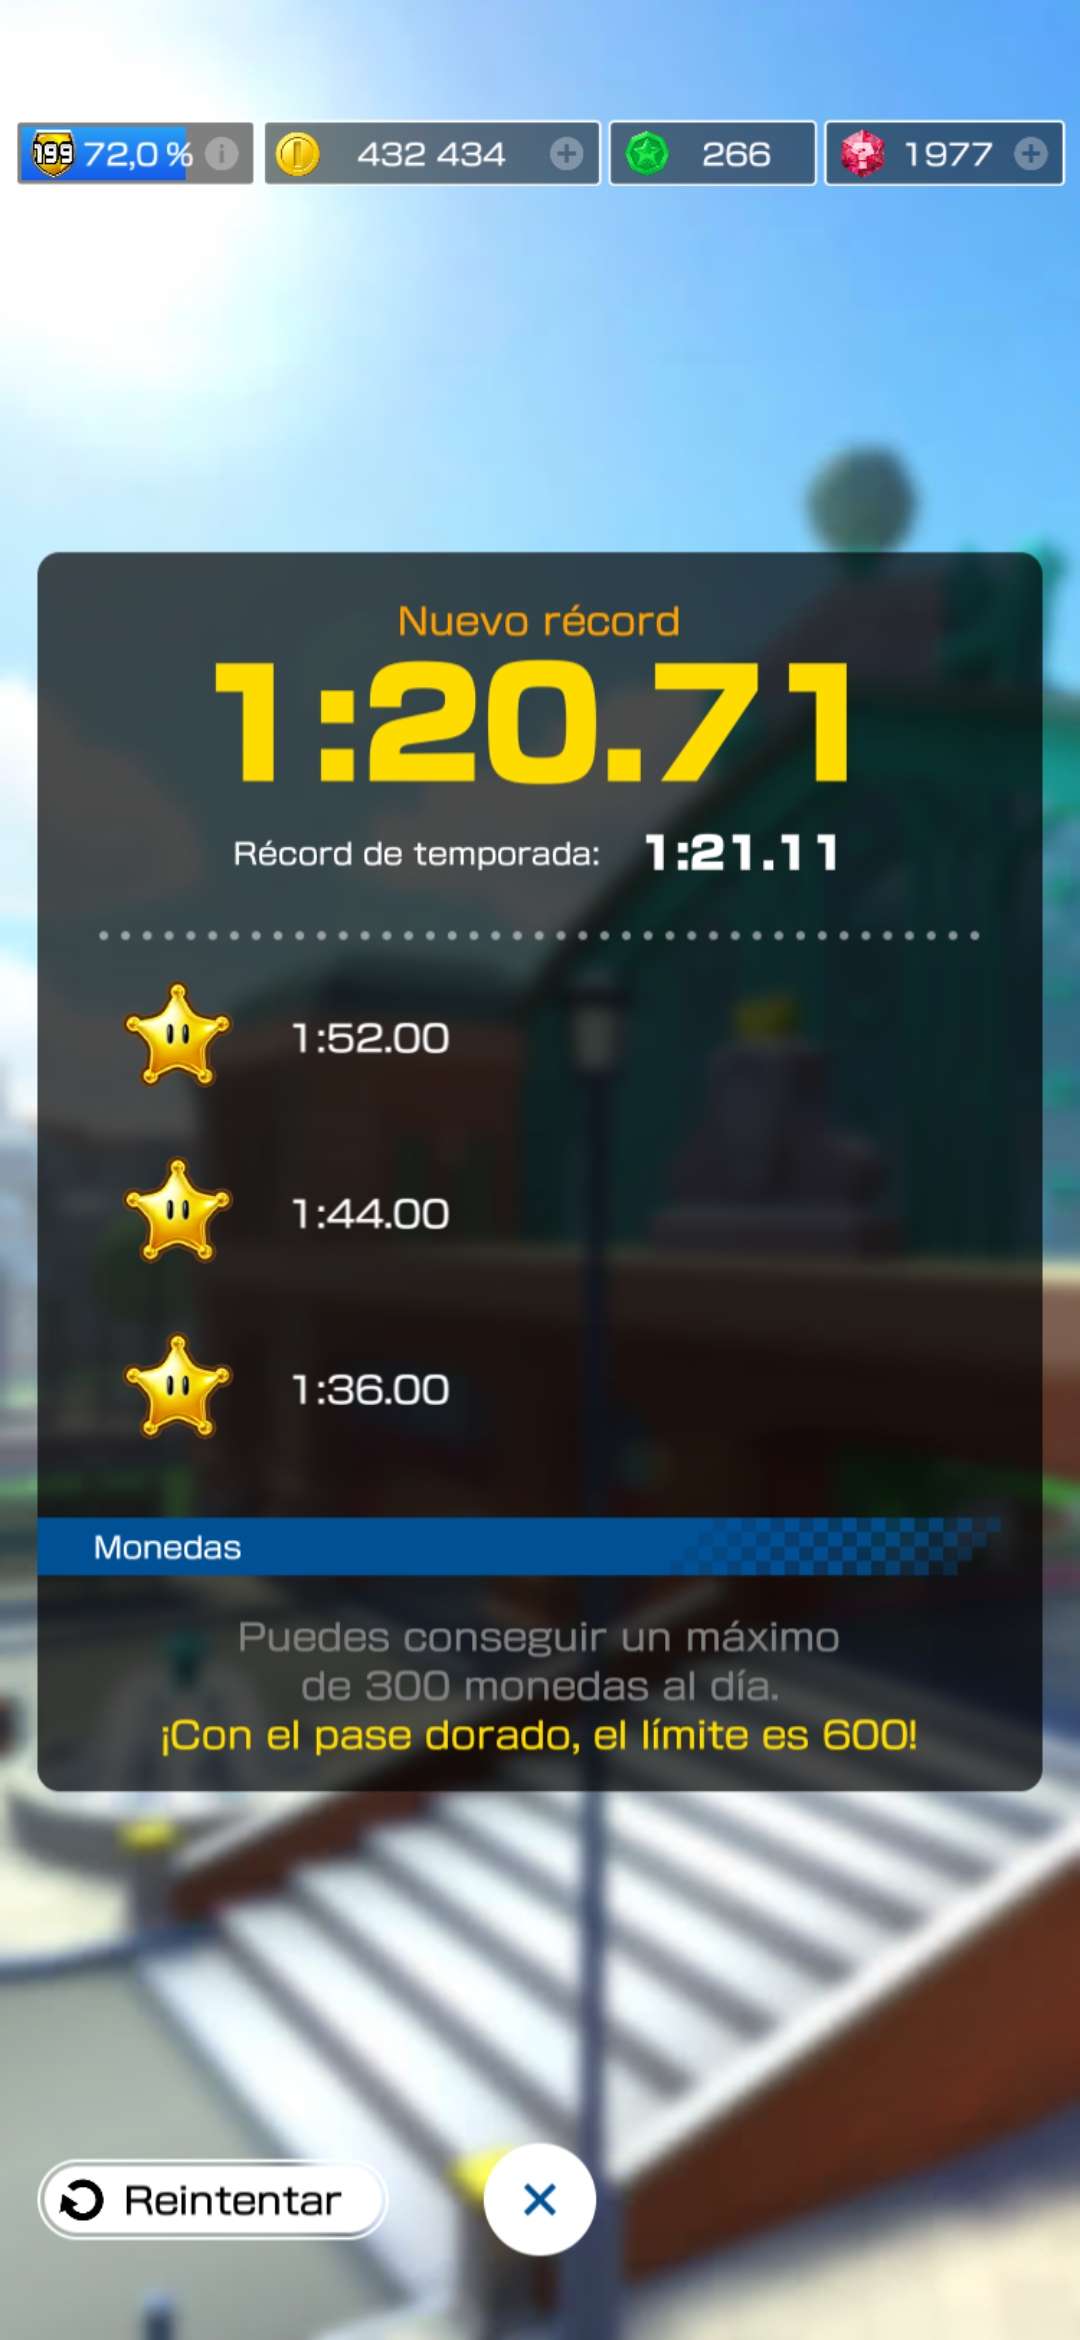 199 72,0 % i 432 434 + 266 ? 1977 +
Nuevo récord
1:20.71
Récord de temporada: 1:21.11
1:52.00
1:44.00
1:36.00
Monedas
Puedes conseguir un máximo
de 300 monedas al día.
¡Con el pase dorado, el límite es 600!
Reintentar ×